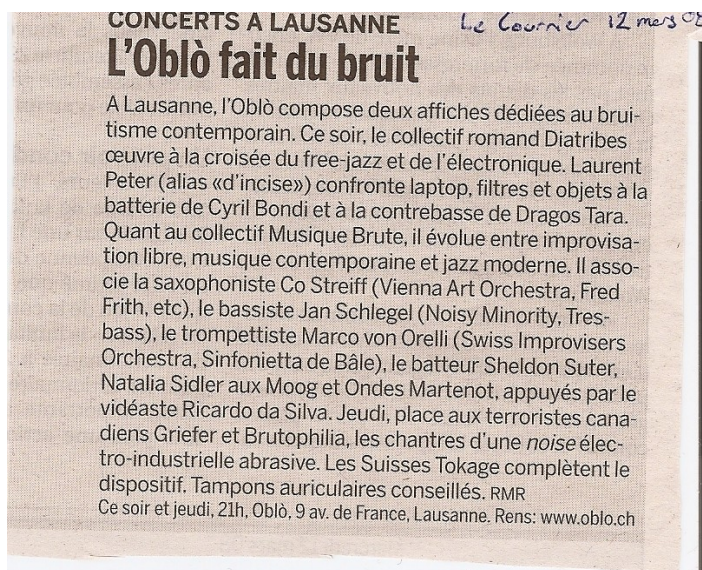 CONCERTS A LAUSANNE
Le Courrier 12 mars 0
L'Oblò fait du bruit
A Lausanne, l'Oblò compose deux affiches dédiées au brui-
tisme contemporain. Ce soir, le collectif romand Diatribes
œuvre à la croisée du free-jazz et de l'électronique. Laurent
Peter (alias «d'incise») confronte laptop, filtres et objets à la
batterie de Cyril Bondi et à la contrebasse de Dragos Tara.
Quant au collectif Musique Brute, il évolue entre improvisa-
tion libre, musique contemporaine et jazz moderne. Il asso-
cie la saxophoniste Co Streiff (Vienna Art Orchestra, Fred
Frith, etc), le bassiste Jan Schlegel (Noisy Minority, Tres-
bass), le trompettiste Marco von Orelli (Swiss Improvisers
Orchestra, Sinfonietta de Bâle), le batteur Sheldon Suter,
Natalia Sidler aux Moog et Ondes Martenot, appuyés par le
vidéaste Ricardo da Silva. Jeudi, place aux terroristes cana-
diens Griefer et Brutophilia, les chantres d'une noise élec-
tro-industrielle abrasive. Les Suisses Tokage complètent le
dispositif. Tampons auriculaires conseillés. RMR
Ce soir et jeudi, 21h, Oblò, 9 av. de France, Lausanne. Rens: www.oblo.ch